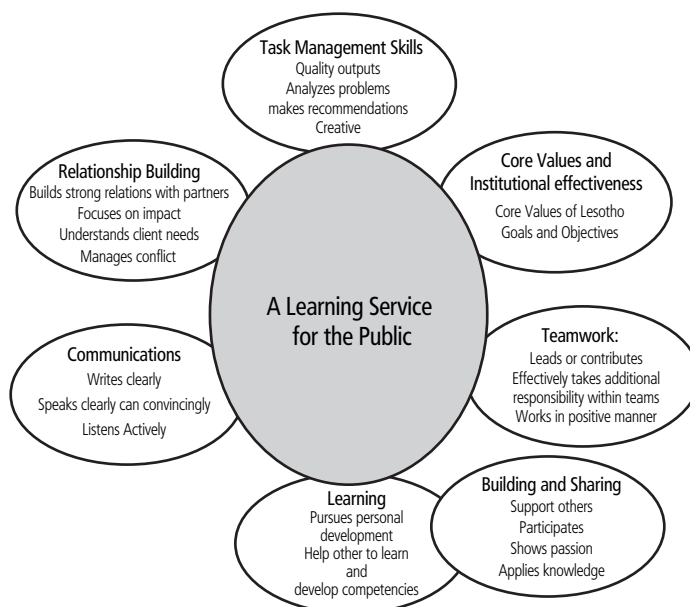 Task Management Skills
Quality outputs
Analyzes problems
makes recommendations
Creative
Relationship Building
Builds strong relations with partners
Focuses on impact
Understands client needs
Manages conflict
Core Values and
Institutional effectiveness
Core Values of Lesotho
Goals and Objectives
A Learning Service
for the Public
Communications
Writes clearly
Speaks clearly can convincingly
Listens Actively
Teamwork:
Leads or contributes
Effectively takes additional
responsibility within teams
Works in positive manner
Learning
Pursues personal
development
Help other to learn
and
develop competencies
Building and Sharing
Support others
Participates
Shows passion
Applies knowledge